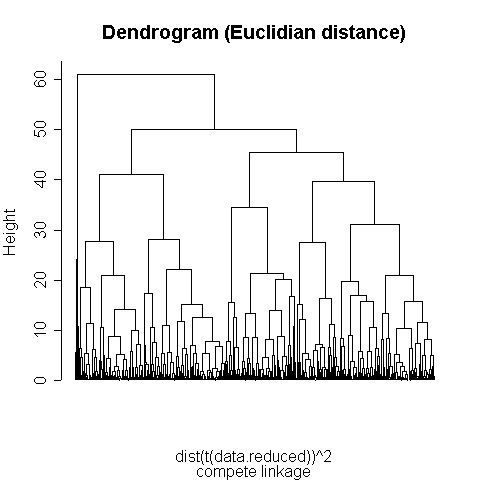 Dendrogram (Euclidian distance)
Height
60
50
40
30
20
10
0
dist(t(data.reduced))^2
compete linkage